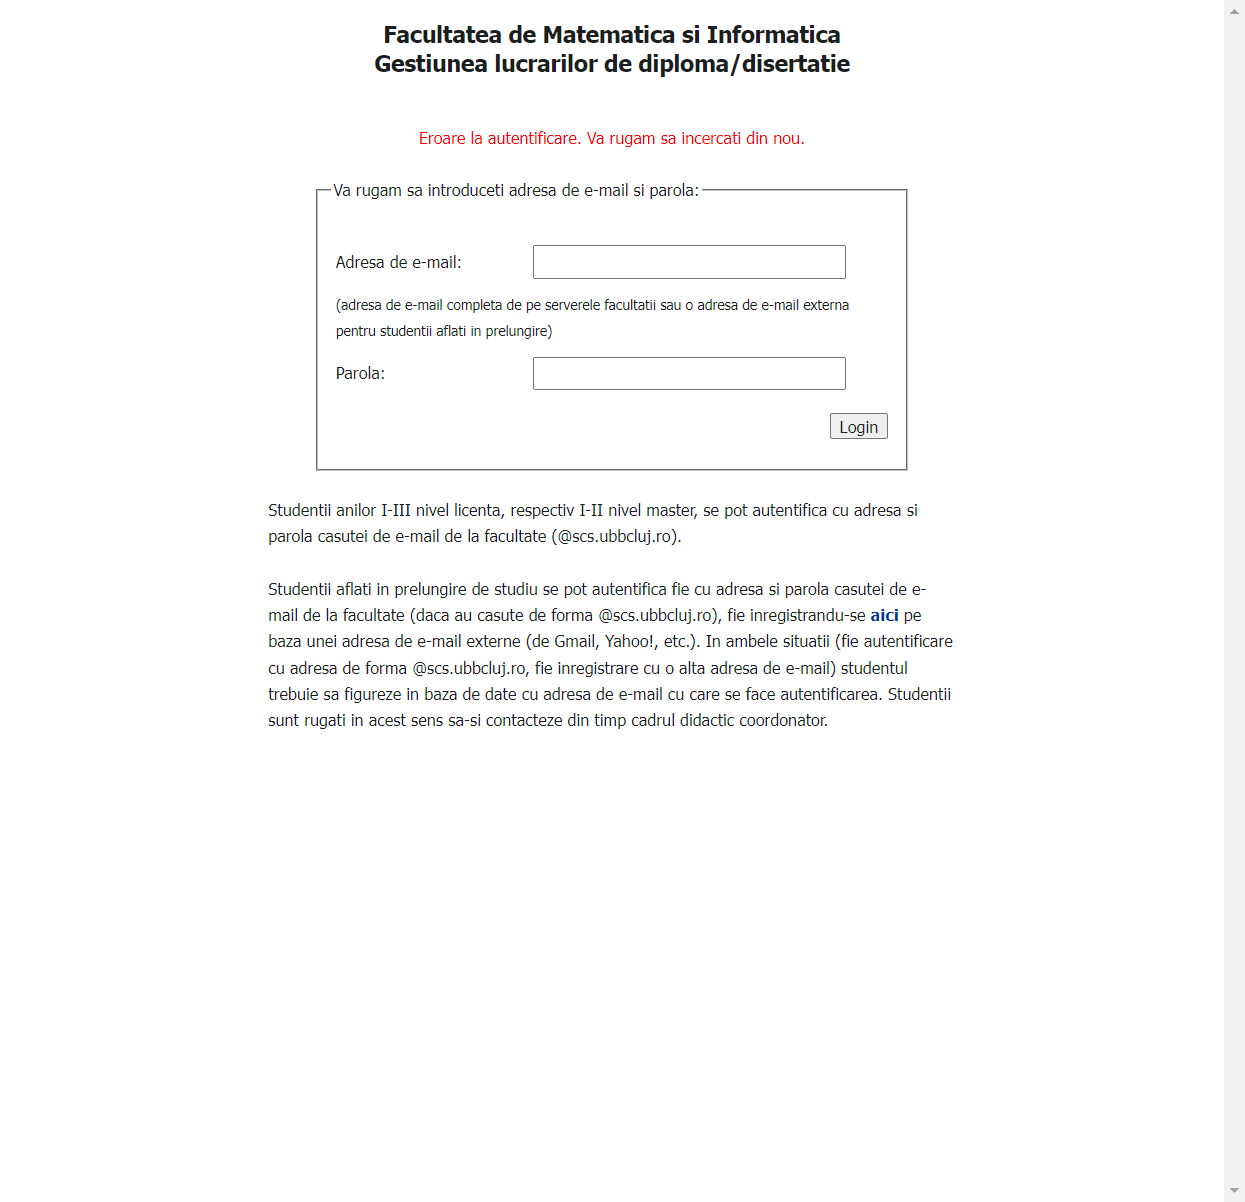 Facultatea de Matematica si Informatica
Gestiunea lucrarilor de diploma/disertatie
Eroare la autentificare. Va rugam sa incercati din nou.
Va rugam sa introduceti adresa de e-mail si parola:
Adresa de e-mail:
(adresa de e-mail completa de pe serverele facultatii sau o adresa de e-mail externa
pentru studentii aflati in prelungire)
Parola:
Login
Studentii anilor I-III nivel licenta, respectiv I-II nivel master, se pot autentifica cu adresa si
parola casutei de e-mail de la facultate (@scs.ubbcluj.ro).
Studentii aflati in prelungire de studiu se pot autentifica fie cu adresa si parola casutei de e-
mail de la facultate (daca au casute de forma @scs.ubbcluj.ro), fie inregistrandu-se aici pe
baza unei adresa de e-mail externe (de Gmail, Yahoo!, etc.). In ambele situatii (fie autentificare
cu adresa de forma @scs.ubbcluj.ro, fie inregistrare cu o alta adresa de e-mail) studentul
trebuie sa figureze in baza de date cu adresa de e-mail cu care se face autentificarea. Studentii
sunt rugati in acest sens sa-si contacteze din timp cadrul didactic coordonator.